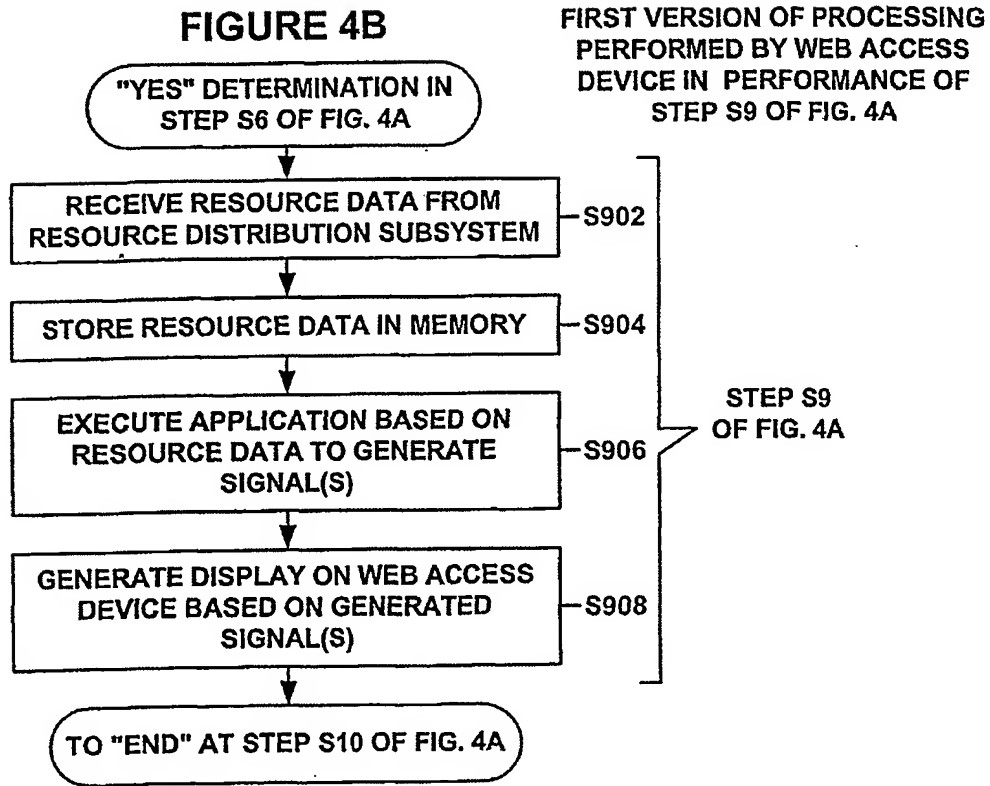 FIGURE 4B
FIRST VERSION OF PROCESSING
PERFORMED BY WEB ACCESS
DEVICE IN PERFORMANCE OF
STEP S9 OF FIG. 4A
"YES" DETERMINATION IN
STEP S6 OF FIG. 4A
RECEIVE RESOURCE DATA FROM
RESOURCE DISTRIBUTION SUBSYSTEM
S902
STORE RESOURCE DATA IN MEMORY
S904
EXECUTE APPLICATION BASED ON
RESOURCE DATA TO GENERATE
SIGNAL(S)
S906
GENERATE DISPLAY ON WEB ACCESS
DEVICE BASED ON GENERATED
SIGNAL(S)
S908
STEP S9
OF FIG. 4A
TO "END" AT STEP S10 OF FIG. 4A